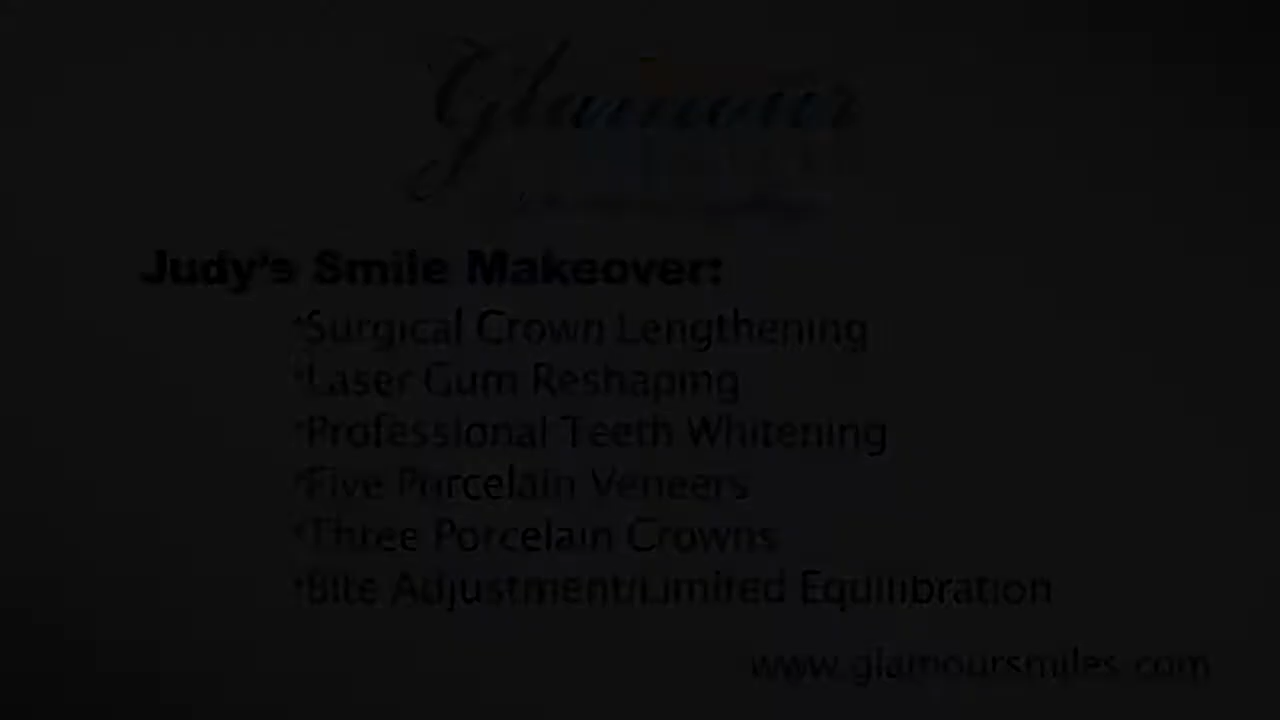 Glamour
Judy's Smile Makeover:
•Surgical Crown Lengthening
•Laser Gum Reshaping
•Professional Teeth Whitening
•Five Porcelain Veneers
•Three Porcelain Crowns
•Bite Adjustment/Limited Equilibration
www.glamoursmiles.com